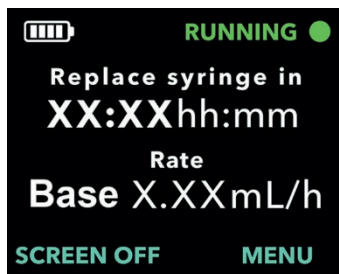 RUNNING
Replace syringe in
XX:XXhh:mm
Rate
Base X.XXmL/h
SCREEN OFF MENU